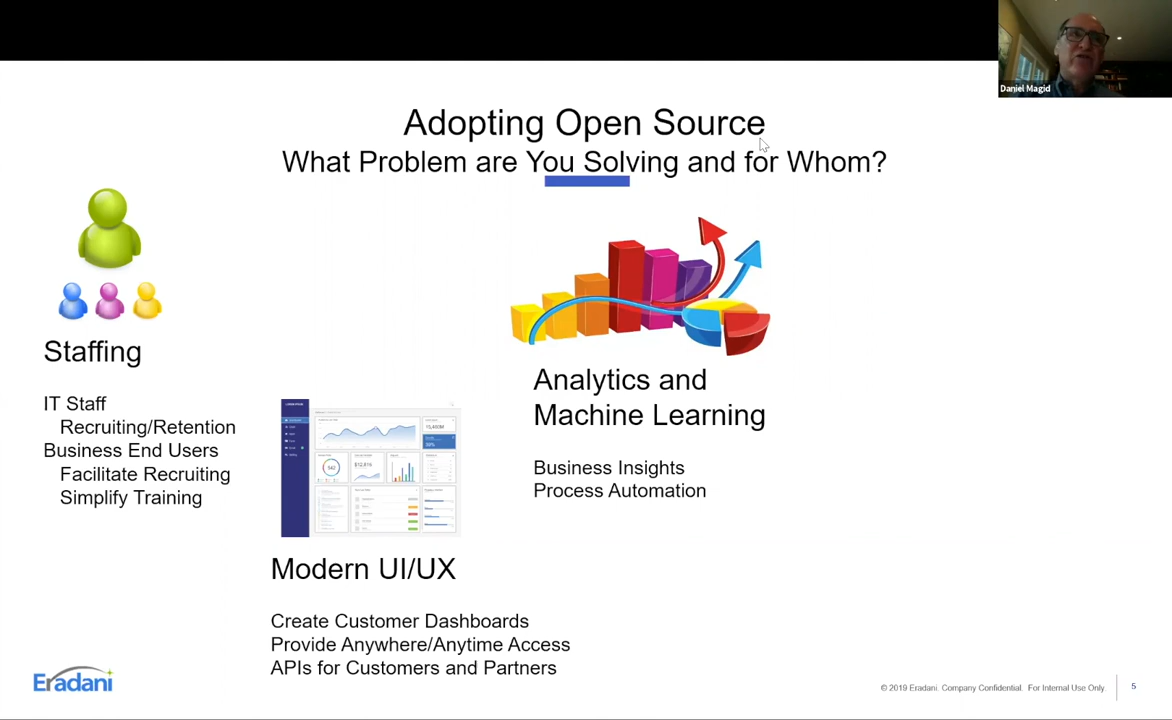 Daniel Magid
Adopting Open Source
What Problem are You Solving and for Whom?
Staffing
IT Staff
Recruiting/Retention
Business End Users
Facilitate Recruiting
Simplify Training
$12,816
542
Modern UI/UX
Create Customer Dashboards
Provide Anywhere/Anytime Access
APIs for Customers and Partners
Analytics and
Machine Learning
Business Insights
Process Automation
Eradani
© 2019 Eradani. Company Confidential. For Internal Use Only.
5